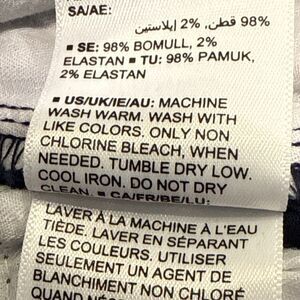 SA/AE:
98% قطن, 2% إيلاستين
■ SE: 98% BOMULL, 2%
ELASTAN ■ TU: 98% PAMUK,
2% ELASTAN
■ US/UK/IE/AU: MACHINE
WASH WARM. WASH WITH
LIKE COLORS. ONLY NON
CHLORINE BLEACH, WHEN
NEEDED. TUMBLE DRY LOW.
COOL IRON. DO NOT DRY
CLEAN. ■ CA/FR/BE/LU:
LAVER À LA MACHINE À L'EAU
TIÈDE. LAVER EN SÉPARANT
LES COULEURS. UTILISER
SEULEMENT UN AGENT DE
BLANCHIMENT NON CHLORÉ
QUAND